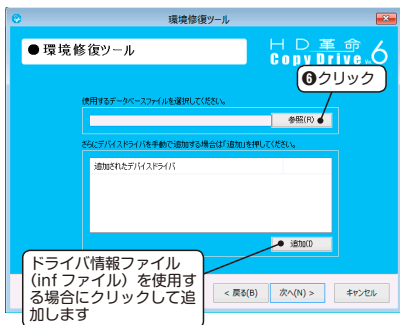 環境修復ツール
●環境修復ツール
HD革命
Copy Drive Ver.6
❻クリック
使用するデータベースファイルを選択してください。
参照(R)
さらにデバイスドライバを手動で追加する場合は「追加」を押してください。
追加されたデバイスドライバ
追加(I)
ドライバ情報ファイル
(inf ファイル)を使用す
る場合にクリックして追
加します
< 戻る(B)
次へ(N) >
キャンセル